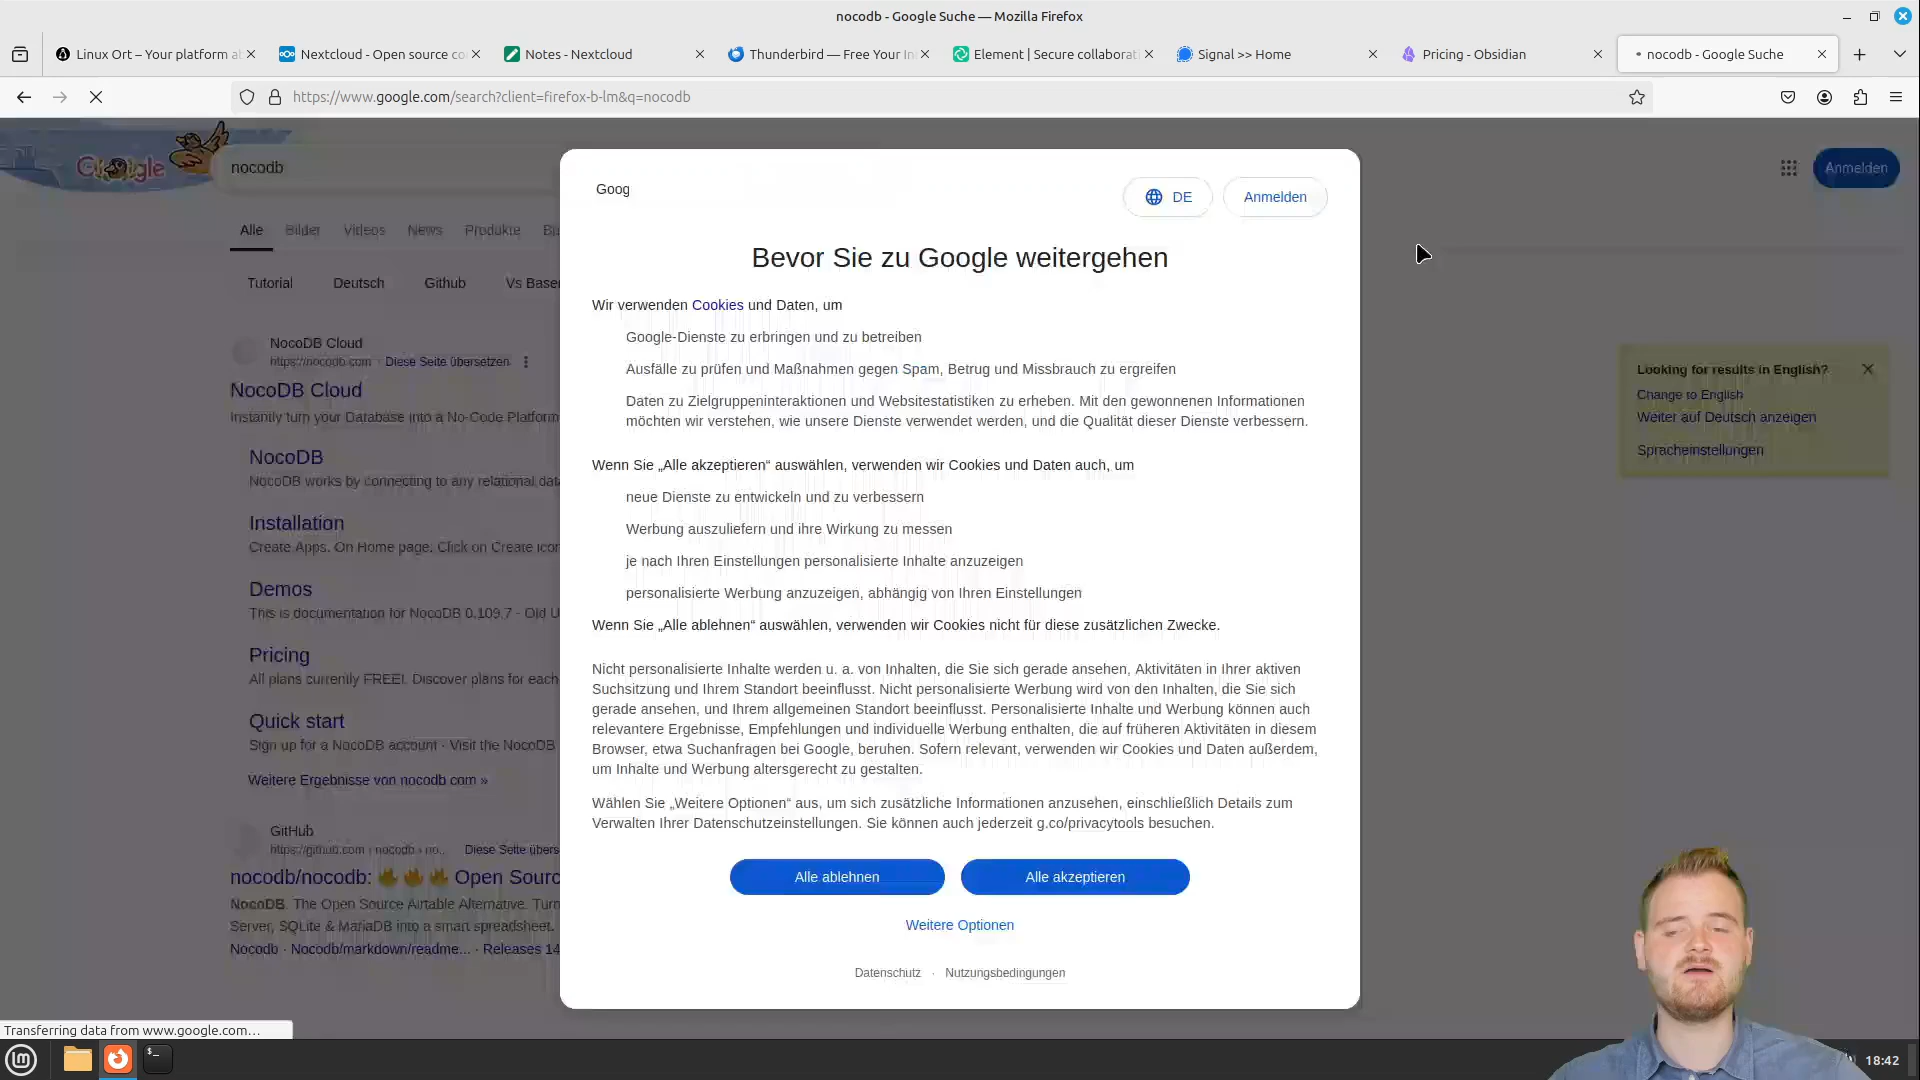 nocodb - Google Suche — Mozilla Firefox
Linux Ort – Your platform a
Nextcloud - Open source co
Notes - Nextcloud
Thunderbird — Free Your In
Element | Secure collaborat
Signal >> Home
Pricing - Obsidian
nocodb - Google Suche
https://www.google.com/search?client=firefox-b-lm&q=nocodb
Google
nocodb
Anmelden
Alle
Bilder
Videos
News
Produkte
Tutorial
Deutsch
Github
Vs Base
NocoDB Cloud
https://nocodb.com · Diese Seite übersetzen
NocoDB Cloud
Instantly turn your Database into a No-Code Platform
NocoDB
NocoDB works by connecting to any relational data
Installation
Create Apps. On Home page, Click on Create icon
Demos
This is documentation for NocoDB 0.109.7 - Old U
Pricing
All plans currently FREE!. Discover plans for each
Quick start
Sign up for a NocoDB account · Visit the NocoDB
Weitere Ergebnisse von nocodb.com »
GitHub
https://github.com › nocodb › no... Diese Seite übers
nocodb/nocodb: 🔥🔥🔥 Open Sourc
NocoDB. The Open Source Airtable Alternative. Turn
Server, SQLite & MariaDB into a smart spreadsheet.
Nocodb · Nocodb/markdown/readme... · Releases 14
Goog
DE
Anmelden
Bevor Sie zu Google weitergehen
Wir verwenden Cookies und Daten, um
Google-Dienste zu erbringen und zu betreiben
Ausfälle zu prüfen und Maßnahmen gegen Spam, Betrug und Missbrauch zu ergreifen
Daten zu Zielgruppeninteraktionen und Websitestatistiken zu erheben. Mit den gewonnenen Informationen
möchten wir verstehen, wie unsere Dienste verwendet werden, und die Qualität dieser Dienste verbessern.
Wenn Sie „Alle akzeptieren“ auswählen, verwenden wir Cookies und Daten auch, um
neue Dienste zu entwickeln und zu verbessern
Werbung auszuliefern und ihre Wirkung zu messen
je nach Ihren Einstellungen personalisierte Inhalte anzuzeigen
personalisierte Werbung anzuzeigen, abhängig von Ihren Einstellungen
Wenn Sie „Alle ablehnen“ auswählen, verwenden wir Cookies nicht für diese zusätzlichen Zwecke.
Nicht personalisierte Inhalte werden u. a. von Inhalten, die Sie sich gerade ansehen, Aktivitäten in Ihrer aktiven
Suchsitzung und Ihrem Standort beeinflusst. Nicht personalisierte Werbung wird von den Inhalten, die Sie sich
gerade ansehen, und Ihrem allgemeinen Standort beeinflusst. Personalisierte Inhalte und Werbung können auch
relevantere Ergebnisse, Empfehlungen und individuelle Werbung enthalten, die auf früheren Aktivitäten in diesem
Browser, etwa Suchanfragen bei Google, beruhen. Sofern relevant, verwenden wir Cookies und Daten außerdem,
um Inhalte und Werbung altersgerecht zu gestalten.
Wählen Sie „Weitere Optionen“ aus, um sich zusätzliche Informationen anzusehen, einschließlich Details zum
Verwalten Ihrer Datenschutzeinstellungen. Sie können auch jederzeit g.co/privacytools besuchen.
Alle ablehnen
Alle akzeptieren
Weitere Optionen
Datenschutz · Nutzungsbedingungen
Looking for results in English?
Change to English
Weiter auf Deutsch anzeigen
Spracheinstellungen
Transferring data from www.google.com…
18:42